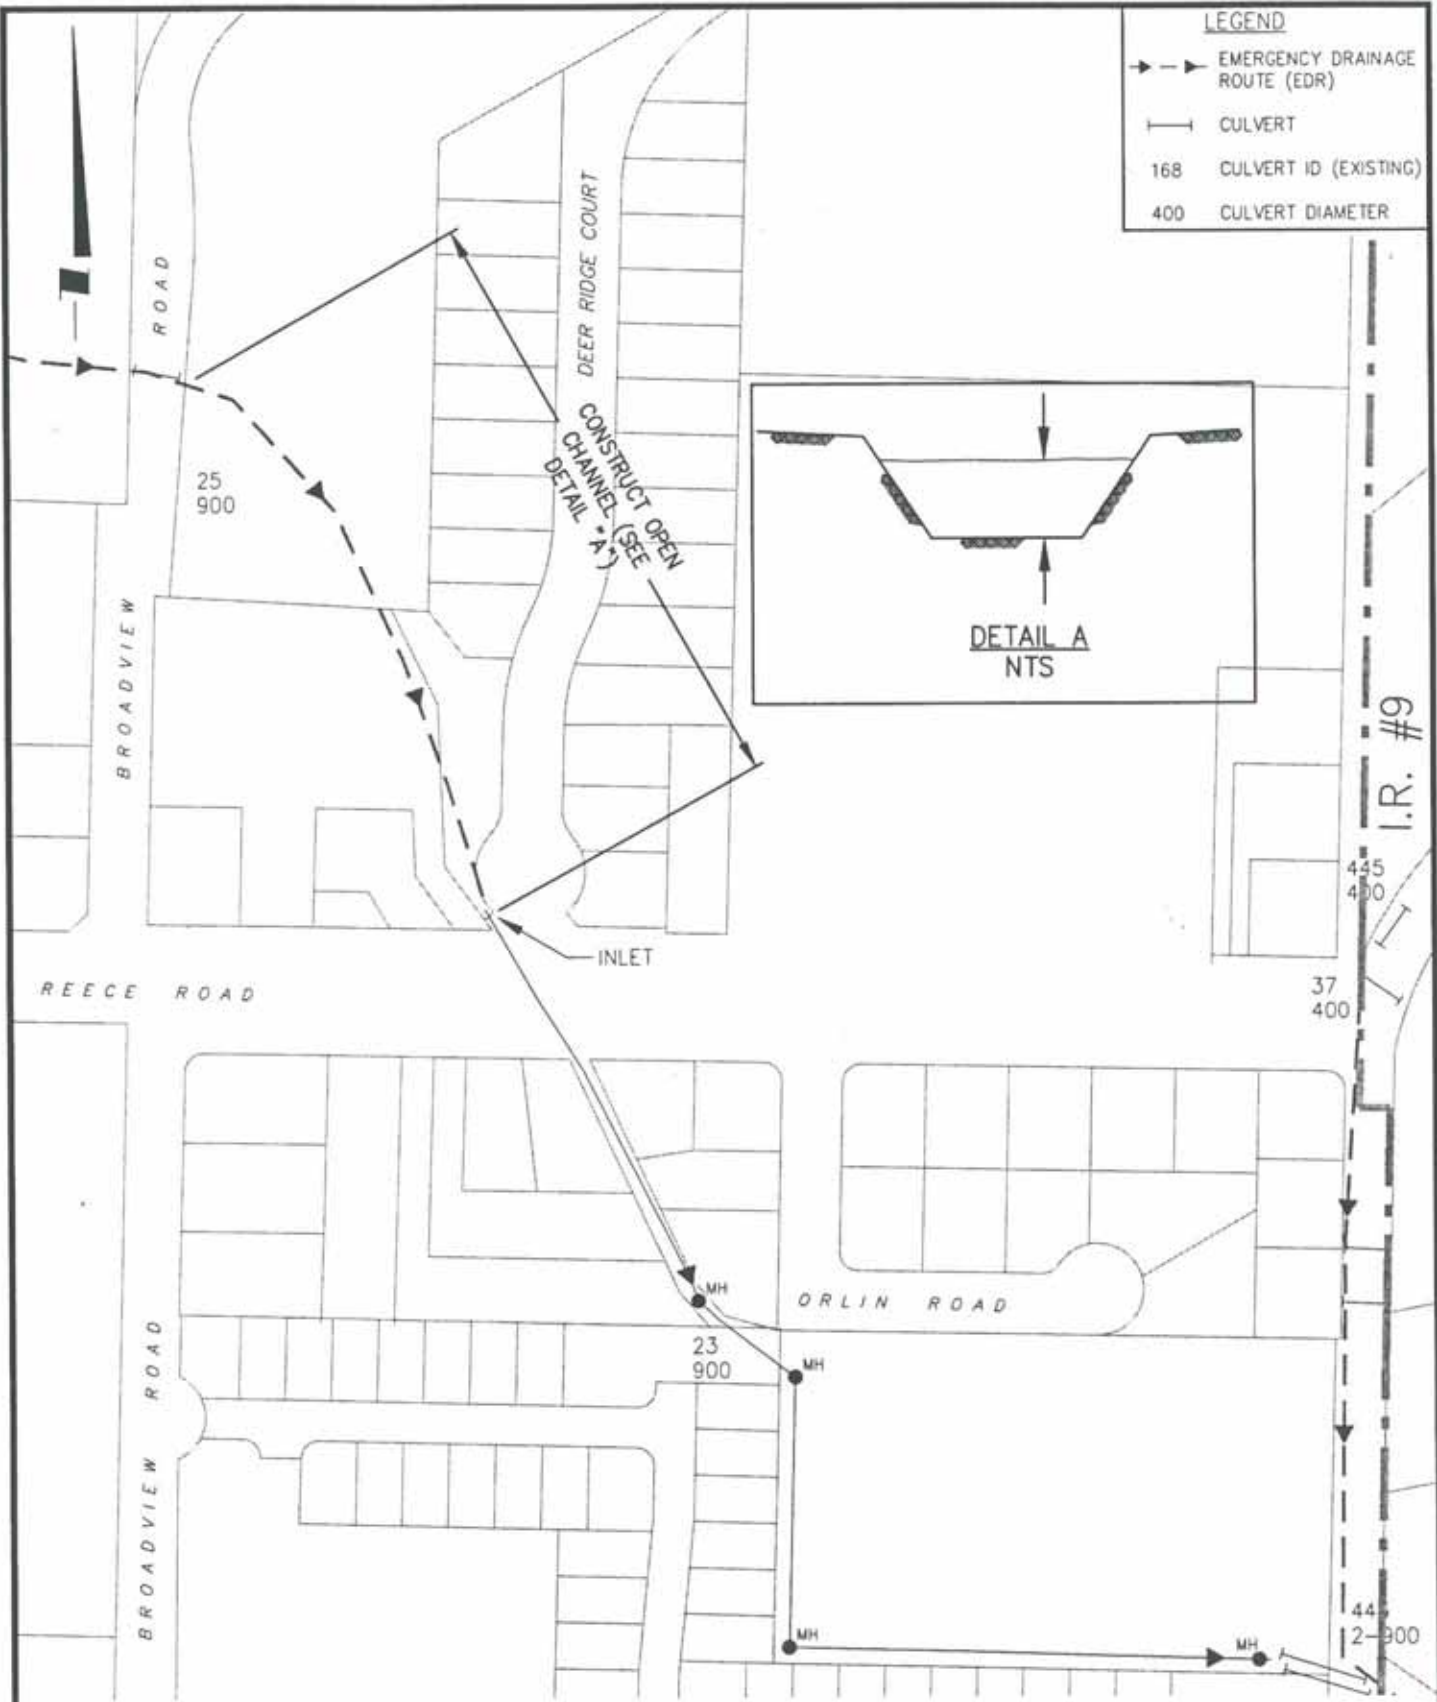 LEGEND
EMERGENCY DRAINAGE
ROUTE (EDR)
CULVERT
168 CULVERT ID (EXISTING)
400 CULVERT DIAMETER
ROAD
DEER RIDGE COURT
CONSTRUCT OPEN
CHANNEL (SEE
DETAIL "A")
25
900
DETAIL A
NTS
BROADVIEW
I.R. #9
445
400
INLET
REECE ROAD
37
400
MH
ORLIN ROAD
23
900
MH
BROADVIEW ROAD
MH
MH
44
2-900